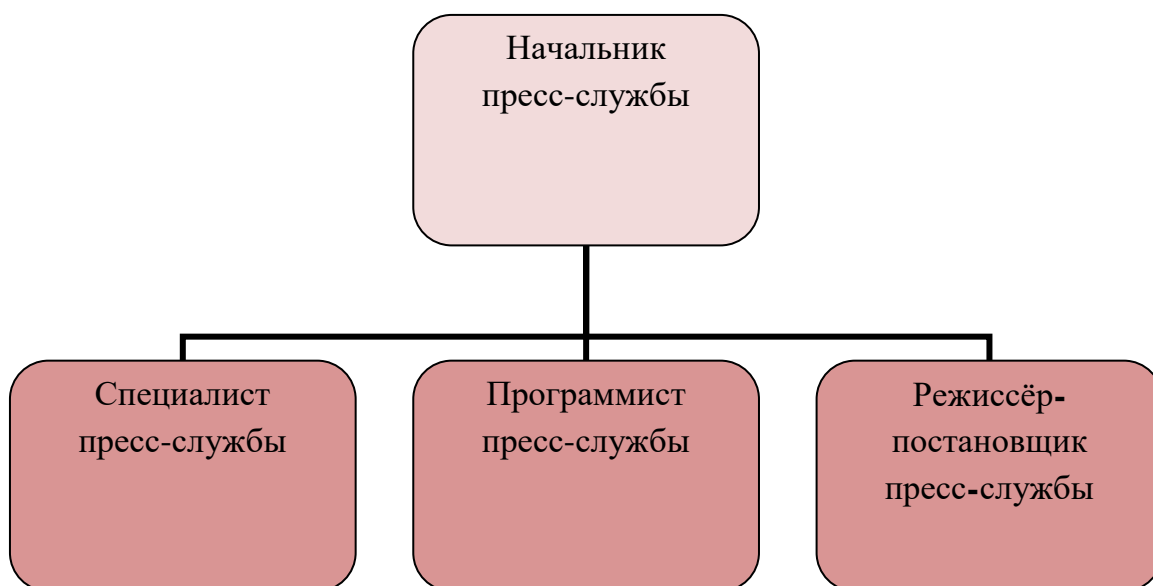 Начальник
пресс-службы
Специалист
пресс-службы
Программист
пресс-службы
Режиссёр-
постановщик
пресс-службы